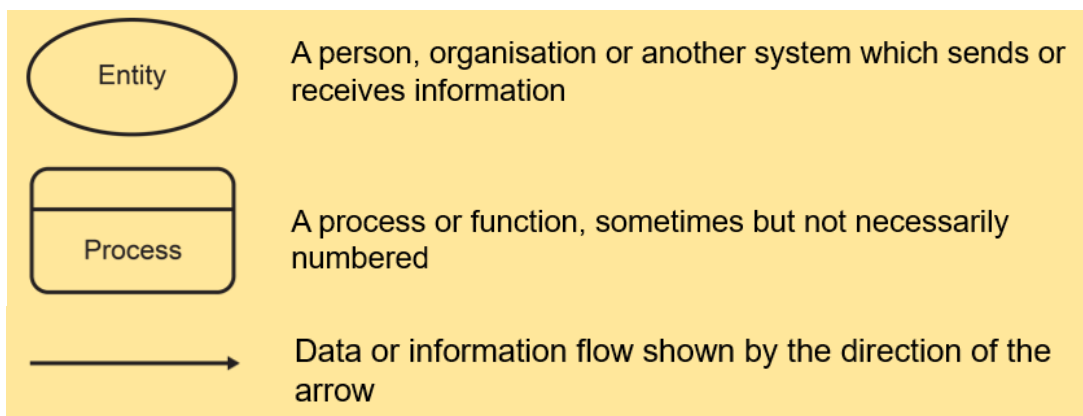 Entity
A person, organisation or another system which sends or
receives information
Process
A process or function, sometimes but not necessarily
numbered
Data or information flow shown by the direction of the
arrow